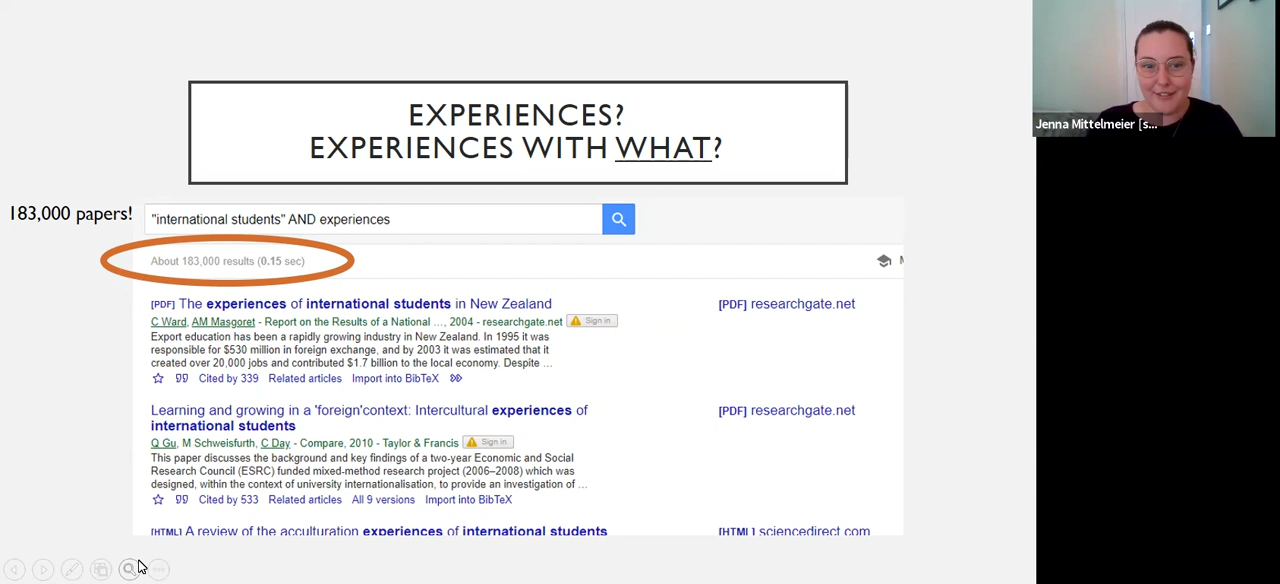 EXPERIENCES?
EXPERIENCES WITH WHAT?
183,000 papers!
"international students" AND experiences
About 183,000 results (0.15 sec)
[PDF] The experiences of international students in New Zealand
[PDF] researchgate.net
C Ward, AM Masgoret - Report on the Results of a National …, 2004 - researchgate.net
Sign in
Export education has been a rapidly growing industry in New Zealand. In 1995 it was
responsible for $530 million in foreign exchange, and by 2003 it was estimated that it
created over 20,000 jobs and contributed $1.7 billion to the local economy. Despite …
Cited by 339 Related articles Import into BibTeX
Learning and growing in a 'foreign'context: Intercultural experiences of
international students
[PDF] researchgate.net
Q Gu, M Schweisfurth, C Day - Compare, 2010 - Taylor & Francis
Sign in
This paper discusses the background and key findings of a two-year Economic and Social
Research Council (ESRC) funded mixed-method research project (2006–2008) which was
designed, within the context of university internationalisation, to provide an investigation of …
Cited by 533 Related articles All 9 versions Import into BibTeX
[HTML] A review of the acculturation experiences of international students
[HTML] sciencedirect.com
Jenna Mittelmeier [s...